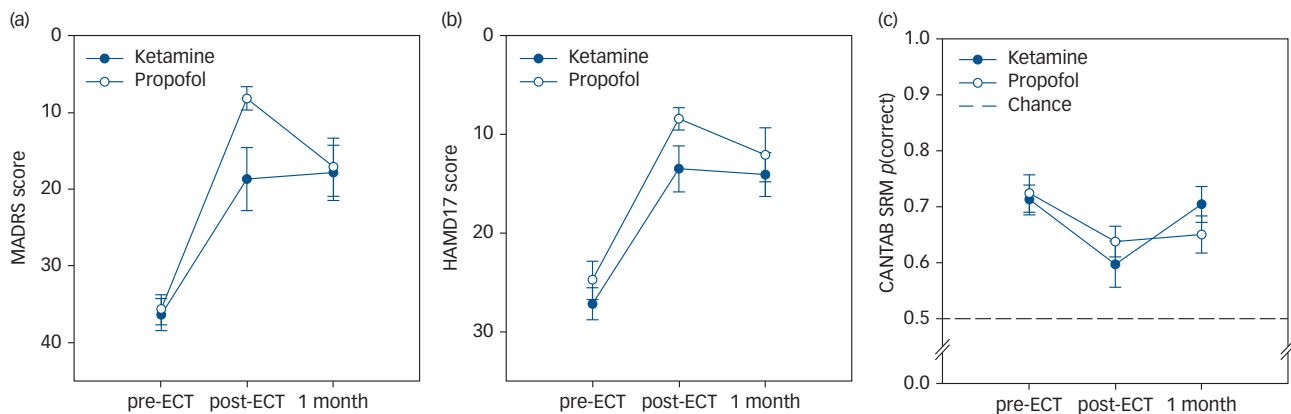 (a)
0
10
20
30
40
MADRS score
Ketamine
Propofol
pre-ECT post-ECT 1 month
(b)
0
10
20
30
HAMD17 score
Ketamine
Propofol
pre-ECT post-ECT 1 month
(c)
1.0
0.9
0.8
0.7
0.6
0.5
0.0
CANTAB SRM p(correct)
Ketamine
Propofol
Chance
pre-ECT post-ECT 1 month